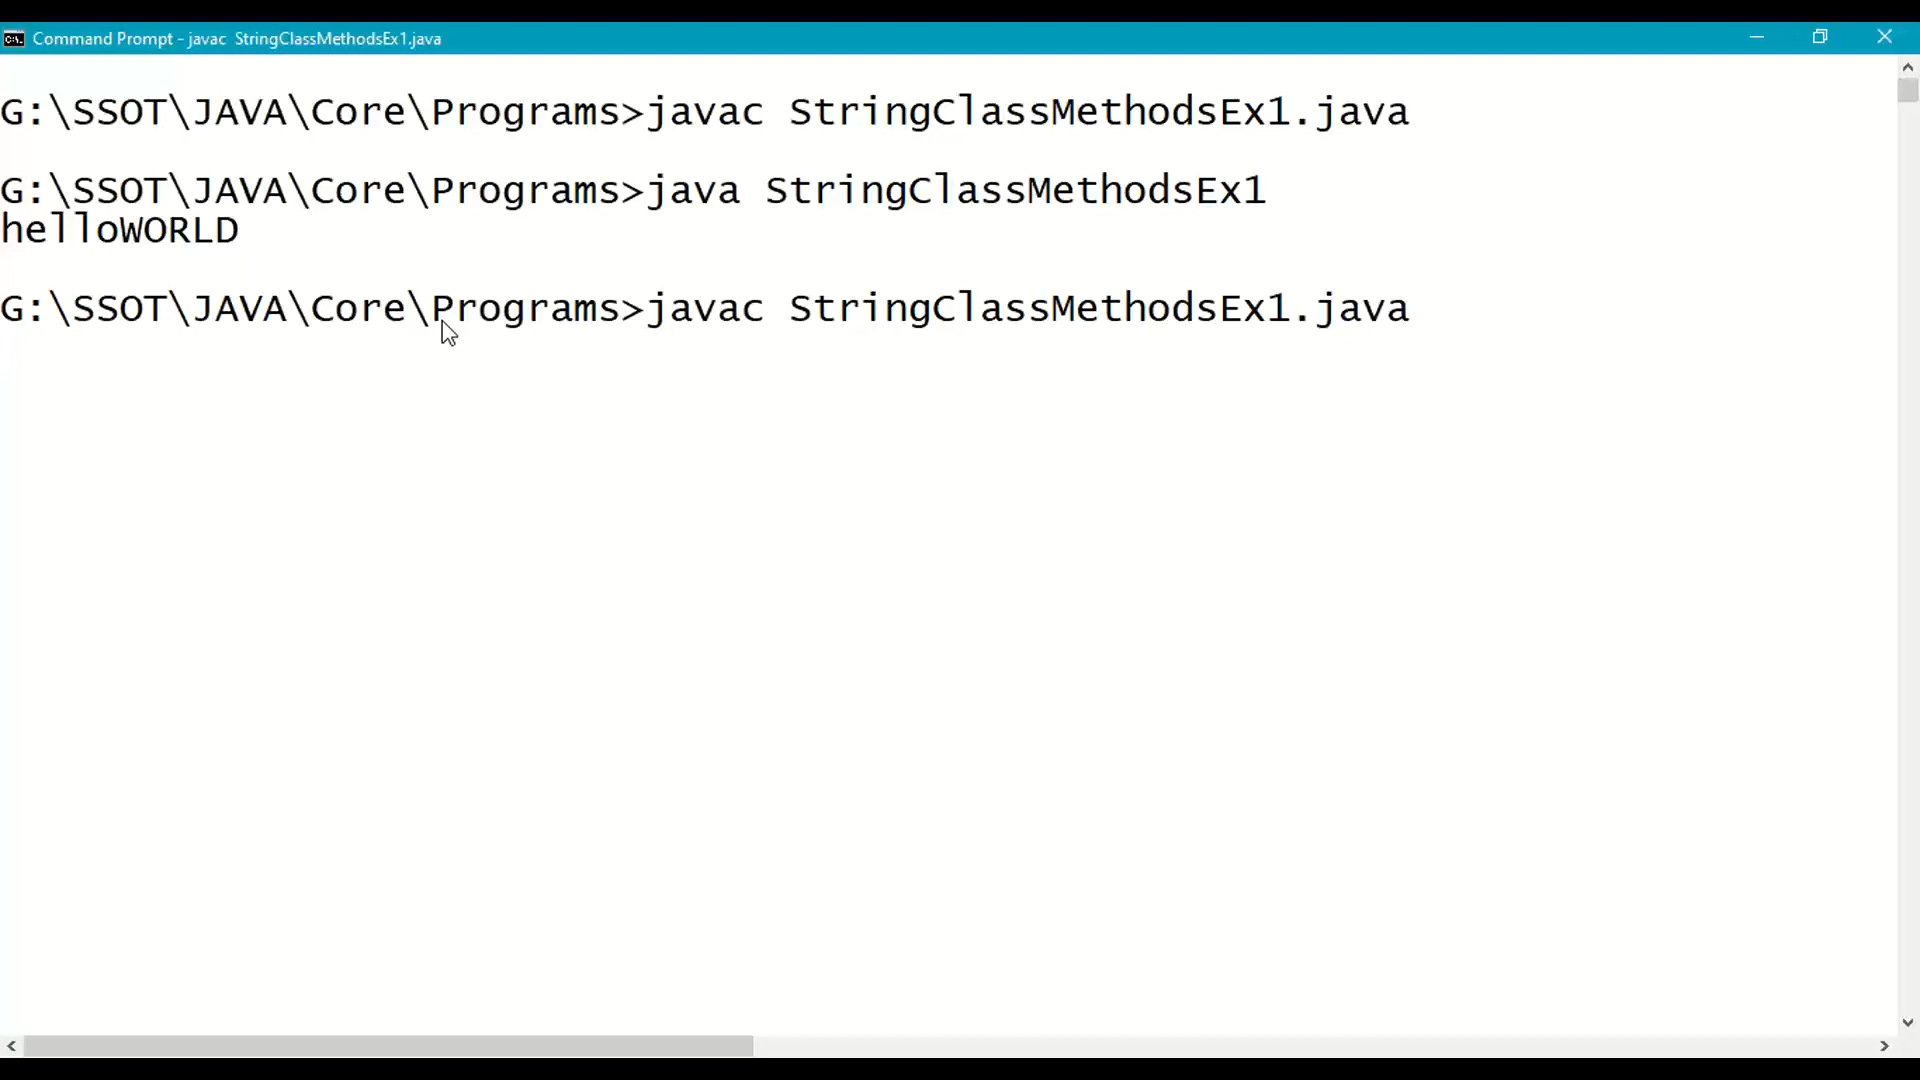 Command Prompt - javac  StringClassMethodsEx1.java
G:\SSOT\JAVA\Core\Programs>javac StringClassMethodsEx1.java
G:\SSOT\JAVA\Core\Programs>java StringClassMethodsEx1
helloWORLD
G:\SSOT\JAVA\Core\Programs>javac StringClassMethodsEx1.java